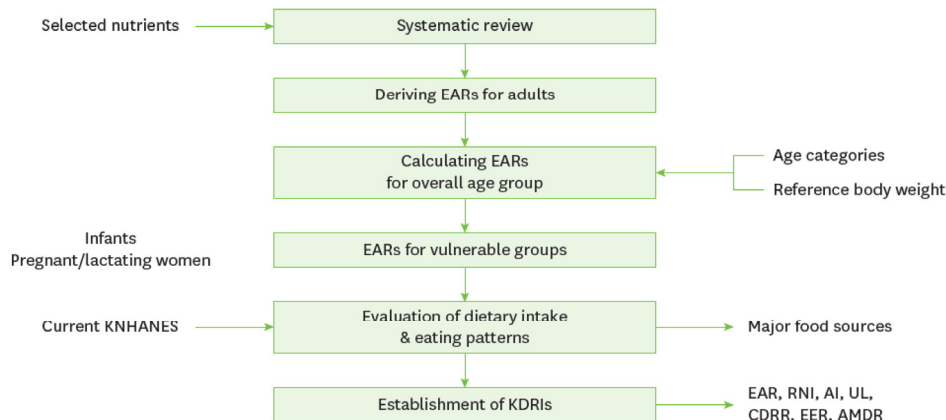 Selected nutrients
Systematic review
Deriving EARs for adults
Calculating EARs
for overall age group
Age categories
Reference body weight
Infants
Pregnant/lactating women
EARs for vulnerable groups
Current KNHANES
Evaluation of dietary intake
& eating patterns
Major food sources
Establishment of KDRIs
EAR, RNI, AI, UL,
CDRR, EER, AMDR